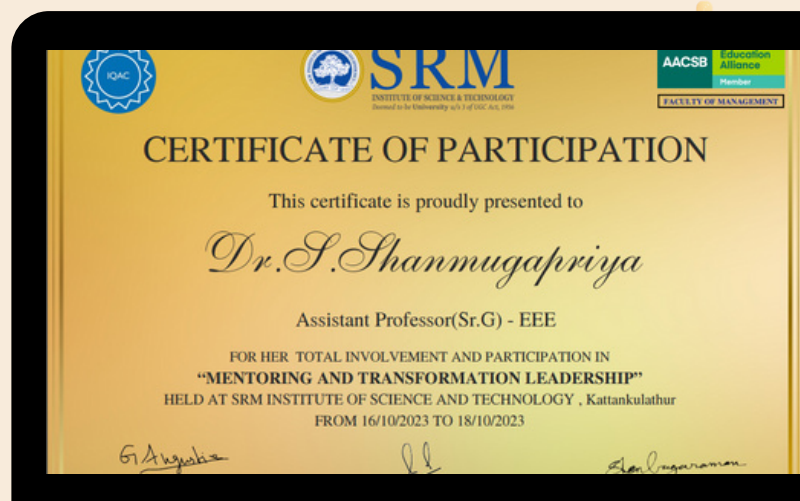 IQAC
SRM
INSTITUTE OF SCIENCE & TECHNOLOGY
Deemed to be University u/s 3 of UGC Act, 1956
AACSB
Education
Alliance
Member
FACULTY OF MANAGEMENT
CERTIFICATE OF PARTICIPATION
This certificate is proudly presented to
Dr.S.Shanmugapriya
Assistant Professor(Sr.G) - EEE
FOR HER TOTAL INVOLVEMENT AND PARTICIPATION IN
“MENTORING AND TRANSFORMATION LEADERSHIP”
HELD AT SRM INSTITUTE OF SCIENCE AND TECHNOLOGY , Kattankulathur
FROM 16/10/2023 TO 18/10/2023